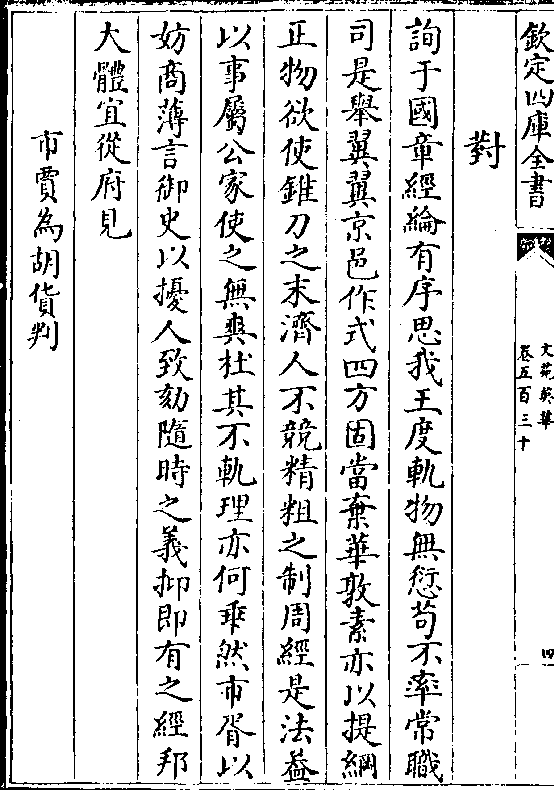 欽定四庫全書
文苑英華
卷五百三十
四
對
詢于國章經綸有序思我王度軌物無愆苟不率常職
司是舉翼翼京邑作式四方固當棄華敦素亦以提綱
正物欲使錐刀之末濟人不競精粗之制周經是法葢
以事屬公家使之無爽杜其不軌理亦何乖然市胥以
妨商薄言御史以擾人致劾隨時之義抑即有之經邦
大體宜從府見
市賈為胡貨判